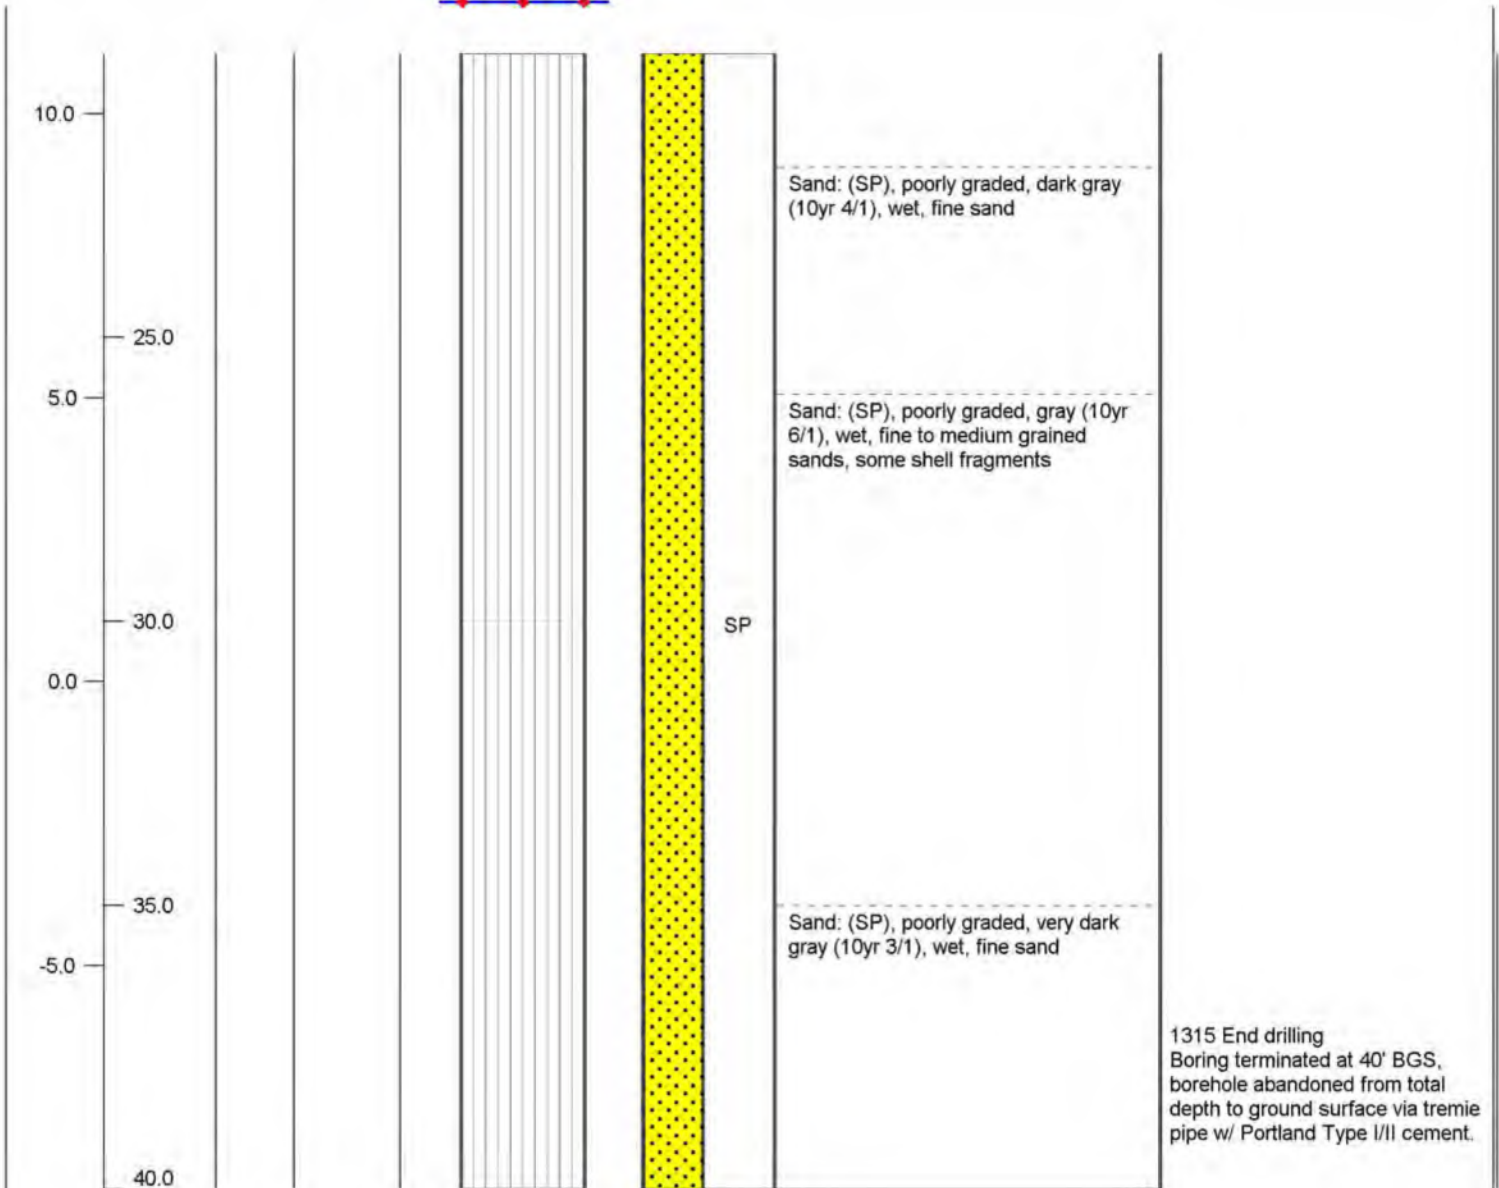 10.0
Sand: (SP), poorly graded, dark gray
(10yr 4/1), wet, fine sand
25.0
5.0
Sand: (SP), poorly graded, gray (10yr
6/1), wet, fine to medium grained
sands, some shell fragments
30.0
SP
0.0
35.0
Sand: (SP), poorly graded, very dark
gray (10yr 3/1), wet, fine sand
-5.0
1315 End drilling
Boring terminated at 40' BGS,
borehole abandoned from total
depth to ground surface via tremie
pipe w/ Portland Type I/II cement.
40.0